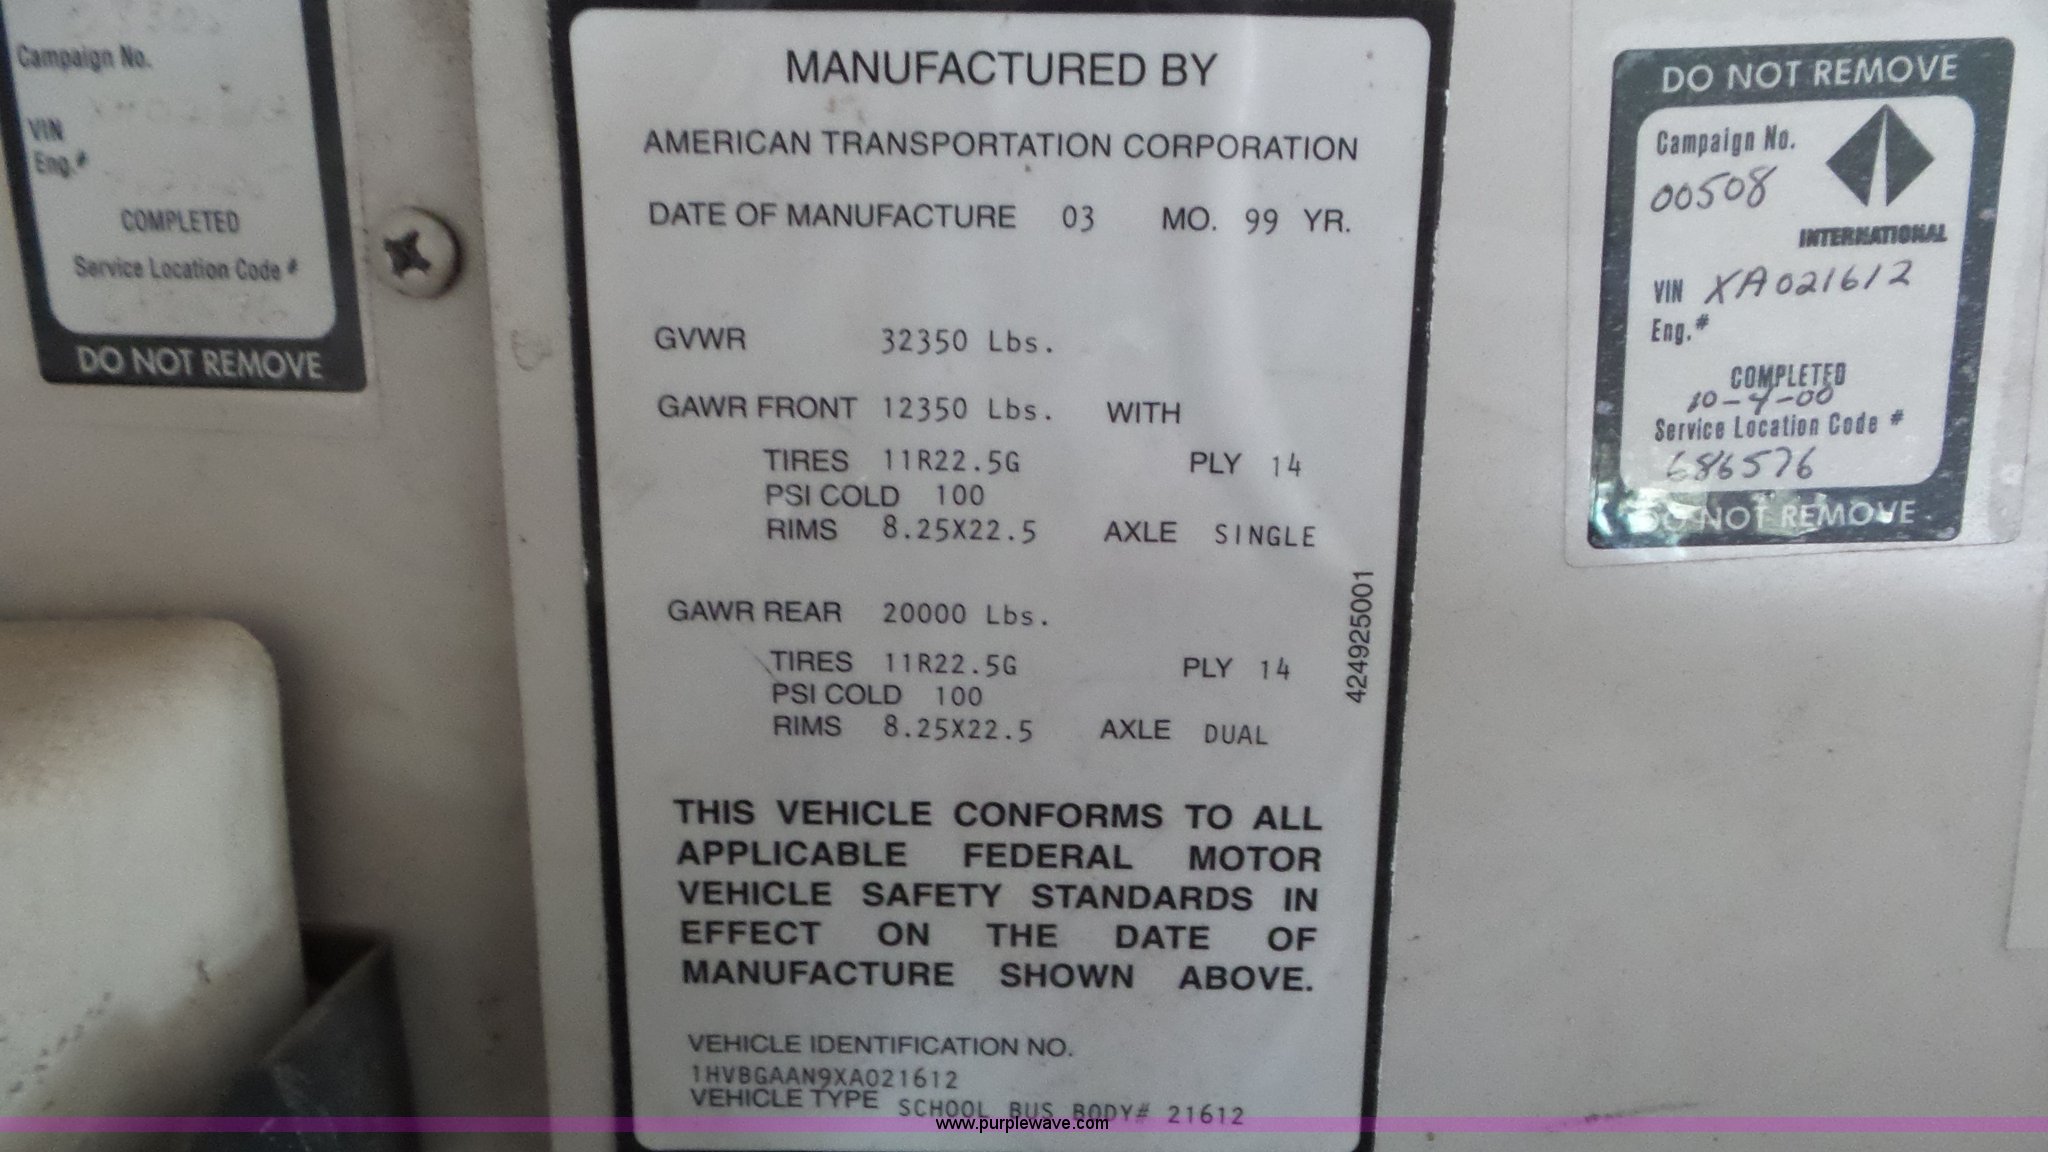 Campaign No.
VIN
Eng.#
COMPLETED
Service Location Code #
DO NOT REMOVE
MANUFACTURED BY
AMERICAN TRANSPORTATION CORPORATION
DATE OF MANUFACTURE 03 MO. 99 YR.
GVWR 32350 Lbs.
GAWR FRONT 12350 Lbs. WITH
TIRES 11R22.5G PLY 14
PSI COLD 100
RIMS 8.25X22.5 AXLE SINGLE
GAWR REAR 20000 Lbs.
TIRES 11R22.5G PLY 14
PSI COLD 100
RIMS 8.25X22.5 AXLE DUAL
424925001
THIS VEHICLE CONFORMS TO ALL
APPLICABLE FEDERAL MOTOR
VEHICLE SAFETY STANDARDS IN
EFFECT ON THE DATE OF
MANUFACTURE SHOWN ABOVE.
VEHICLE IDENTIFICATION NO.
1HVBGAAN9XA021612
VEHICLE TYPE SCHOOL BUS BODY# 21612
DO NOT REMOVE
Campaign No.
00508
INTERNATIONAL
VIN XA021612
Eng.#
COMPLETED
10-4-00
Service Location Code #
686576
DO NOT REMOVE
www.purplewave.com